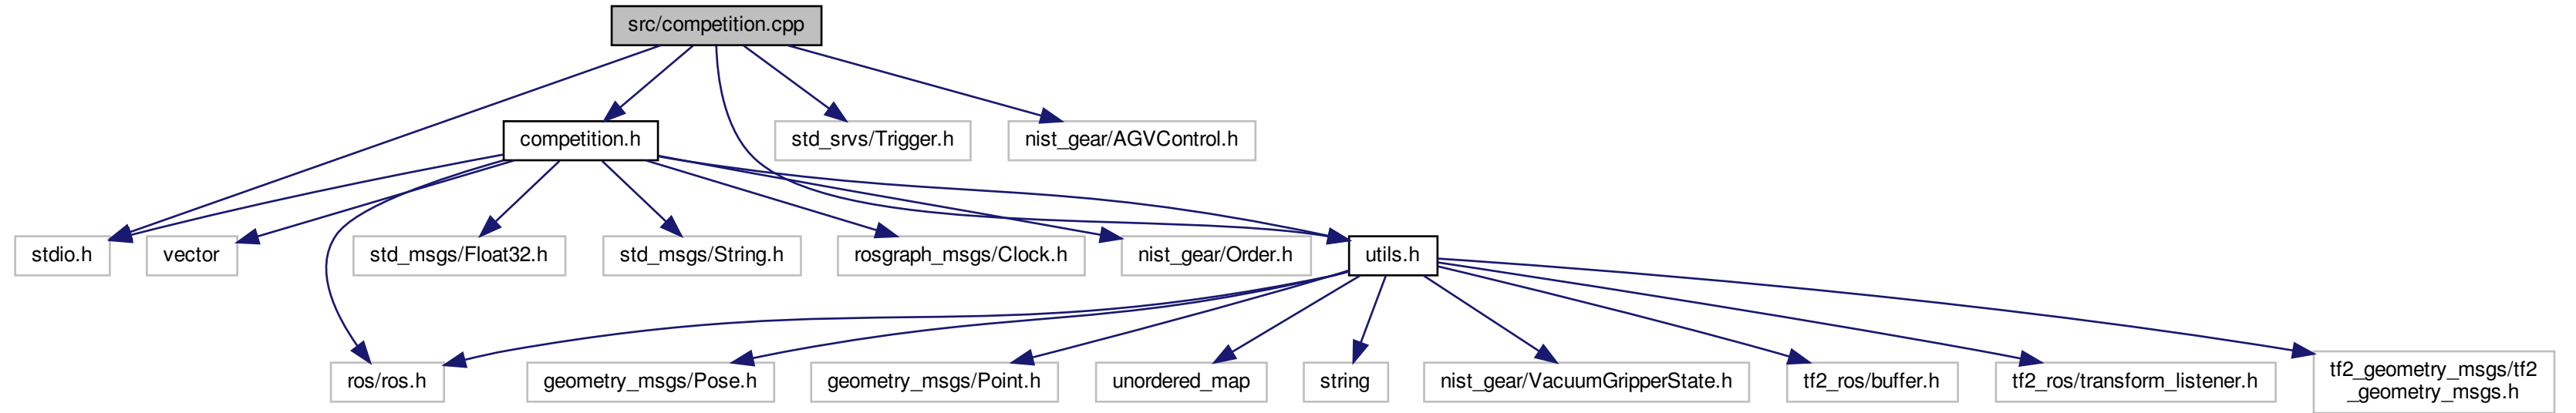 src/competition.cpp
competition.h
std_srvs/Trigger.h
nist_gear/AGVControl.h
stdio.h
vector
std_msgs/Float32.h
std_msgs/String.h
rosgraph_msgs/Clock.h
nist_gear/Order.h
utils.h
ros/ros.h
geometry_msgs/Pose.h
geometry_msgs/Point.h
unordered_map
string
nist_gear/VacuumGripperState.h
tf2_ros/buffer.h
tf2_ros/transform_listener.h
tf2_geometry_msgs/tf2
_geometry_msgs.h